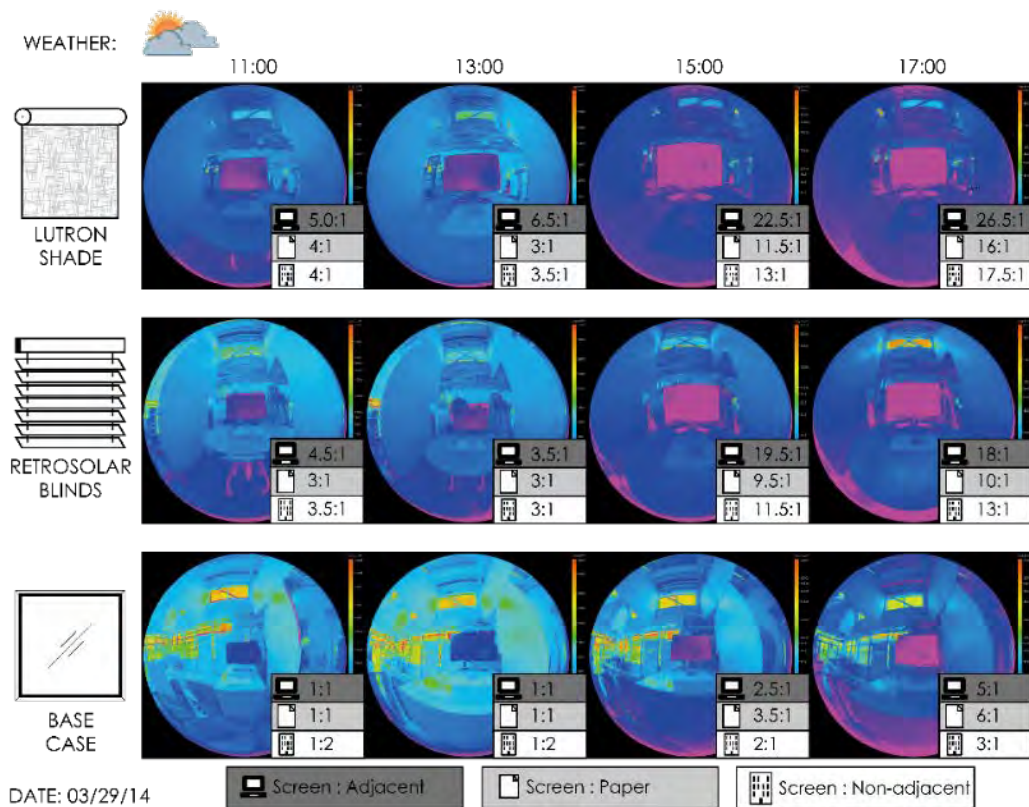 WEATHER:
11:00 13:00 15:00 17:00
LUTRON
SHADE
5.0:1 6.5:1 22.5:1 26.5:1
4:1 3:1 11.5:1 16:1
4:1 3.5:1 13:1 17.5:1
RETROSOLAR
BLINDS
4.5:1 3.5:1 19.5:1 18:1
3:1 3:1 9.5:1 10:1
3.5:1 3:1 11.5:1 13:1
BASE
CASE
1:1 1:1 2.5:1 5:1
1:1 1:1 3.5:1 6:1
1:2 1:2 2:1 3:1
DATE: 03/29/14
Screen : Adjacent Screen : Paper Screen : Non-adjacent